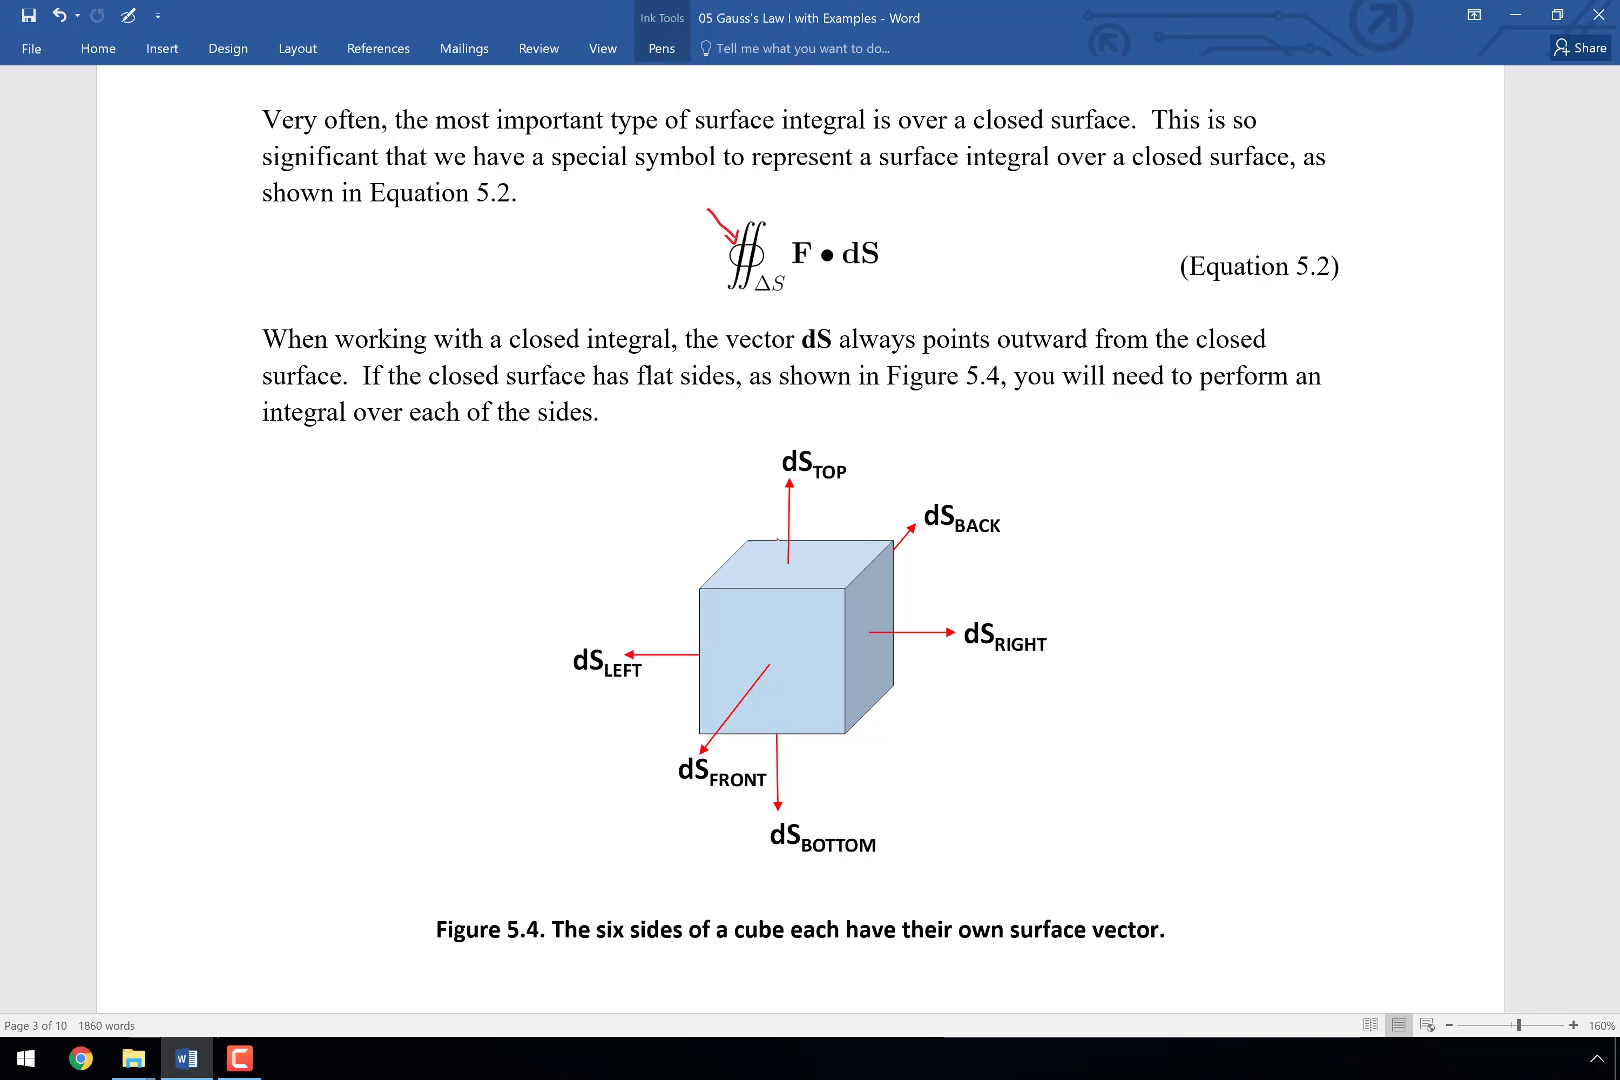 Ink Tools
05 Gauss's Law I with Examples - Word
File Home Insert Design Layout References Mailings Review View Pens Tell me what you want to do... Share
Very often, the most important type of surface integral is over a closed surface.  This is so
significant that we have a special symbol to represent a surface integral over a closed surface, as
shown in Equation 5.2.
∯ΔS F • dS
(Equation 5.2)
When working with a closed integral, the vector dS always points outward from the closed
surface.  If the closed surface has flat sides, as shown in Figure 5.4, you will need to perform an
integral over each of the sides.
dSTOP
dSBACK
dSRIGHT
dSLEFT
dSFRONT
dSBOTTOM
Figure 5.4. The six sides of a cube each have their own surface vector.
Page 3 of 10 1860 words
160%